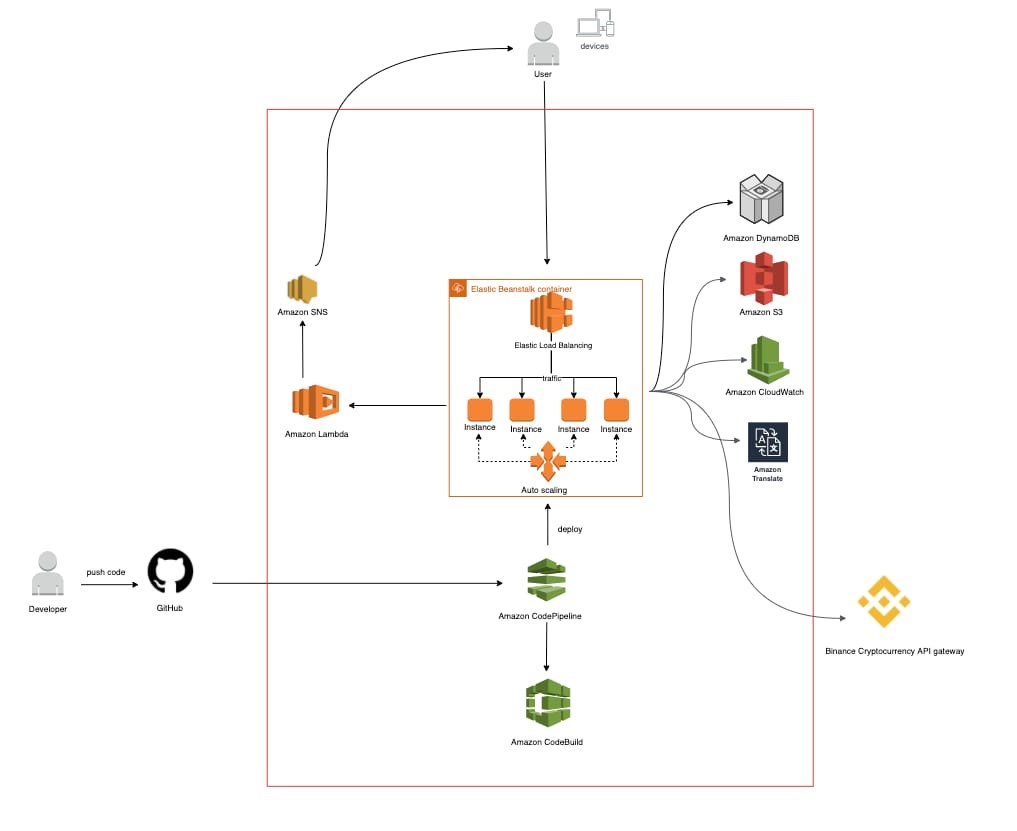 devices
User
Amazon DynamoDB
Amazon S3
Elastic Beanstalk container
Amazon SNS
Elastic Load Balancing
traffic
Amazon CloudWatch
Instance
Instance
Instance
Instance
Amazon Lambda
Amazon
Translate
Auto scaling
deploy
push code
Developer
GitHub
Amazon CodePipeline
Binance Cryptocurrency API gateway
Amazon CodeBuild